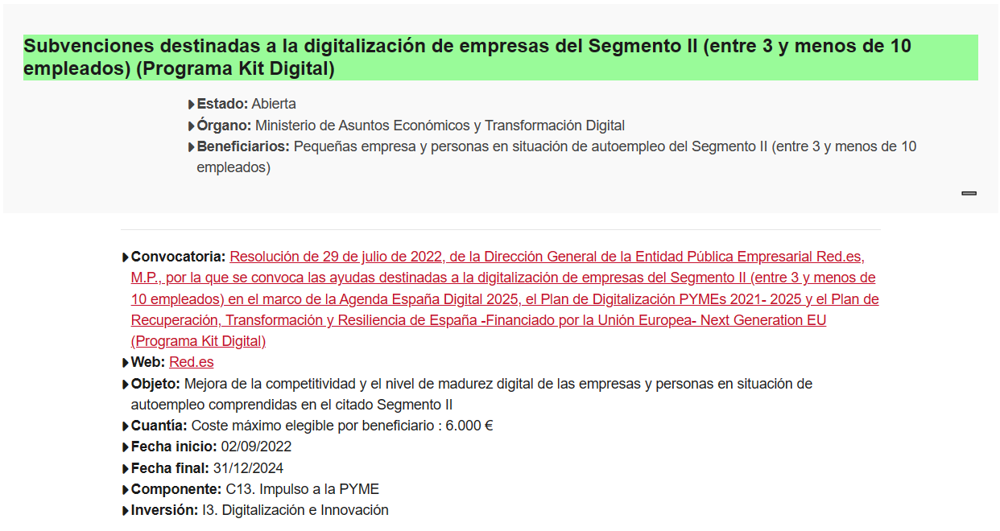 Subvenciones destinadas a la digitalización de empresas del Segmento II (entre 3 y menos de 10
empleados) (Programa Kit Digital)
Estado: Abierta
Órgano: Ministerio de Asuntos Económicos y Transformación Digital
Beneficiarios: Pequeñas empresa y personas en situación de autoempleo del Segmento II (entre 3 y menos de 10
empleados)
Convocatoria: Resolución de 29 de julio de 2022, de la Dirección General de la Entidad Pública Empresarial Red.es,
M.P., por la que se convoca las ayudas destinadas a la digitalización de empresas del Segmento II (entre 3 y menos de
10 empleados) en el marco de la Agenda España Digital 2025, el Plan de Digitalización PYMEs 2021- 2025 y el Plan de
Recuperación, Transformación y Resiliencia de España -Financiado por la Unión Europea- Next Generation EU
(Programa Kit Digital)
Web: Red.es
Objeto: Mejora de la competitividad y el nivel de madurez digital de las empresas y personas en situación de
autoempleo comprendidas en el citado Segmento II
Cuantía: Coste máximo elegible por beneficiario : 6.000 €
Fecha inicio: 02/09/2022
Fecha final: 31/12/2024
Componente: C13. Impulso a la PYME
Inversión: I3. Digitalización e Innovación